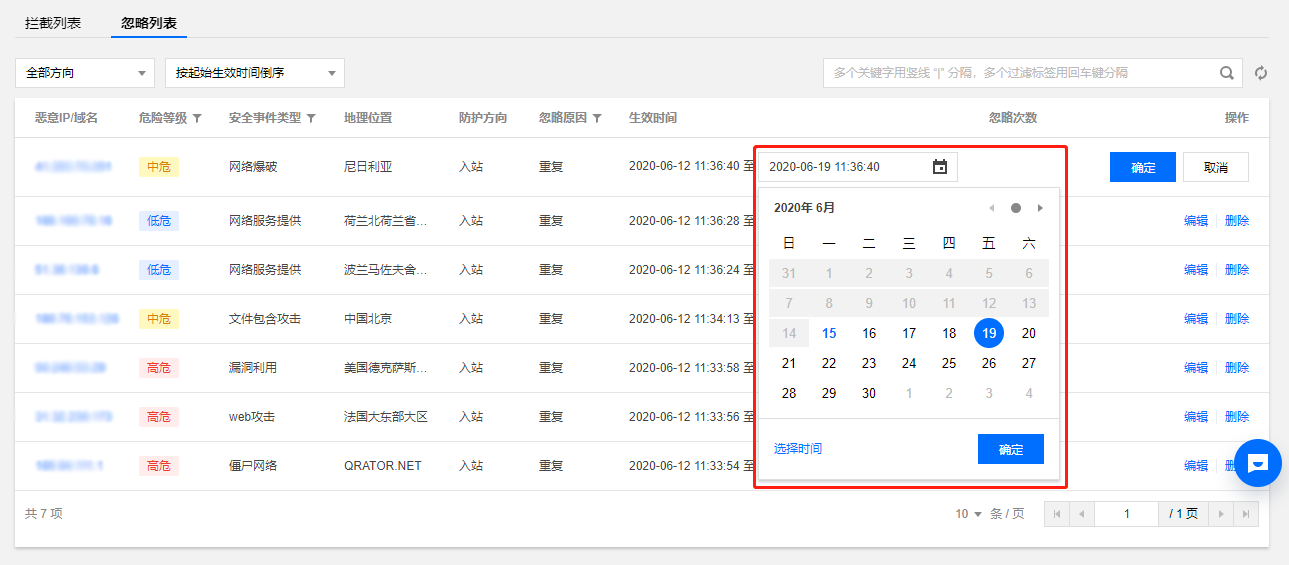 拦截列表 忽略列表
全部方向 按起始生效时间倒序 多个关键字用竖线 "|" 分隔，多个过滤标签用回车键分隔
恶意IP/域名 危险等级 安全事件类型 地理位置 防护方向 忽略原因 生效时间 忽略次数 操作
中危 网络爆破 尼日利亚 入站 重复 2020-06-12 11:36:40 至 2020-06-19 11:36:40 确定 取消
低危 网络服务提供 荷兰北荷兰省... 入站 重复 2020-06-12 11:36:28 至 编辑 删除
低危 网络服务提供 波兰马佐夫舍... 入站 重复 2020-06-12 11:36:24 至 编辑 删除
中危 文件包含攻击 中国北京 入站 重复 2020-06-12 11:34:13 至 编辑 删除
高危 漏洞利用 美国德克萨斯... 入站 重复 2020-06-12 11:33:58 至 编辑 删除
高危 web攻击 法国大东部大区 入站 重复 2020-06-12 11:33:56 至 编辑 删除
高危 僵尸网络 QRATOR.NET 入站 重复 2020-06-12 11:33:54 至 编辑
2020年 6月
日 一 二 三 四 五 六
31 1 2 3 4 5 6
7 8 9 10 11 12 13
14 15 16 17 18 19 20
21 22 23 24 25 26 27
28 29 30 1 2 3 4
选择时间 确定
共 7 项 10 条 / 页 1 / 1 页